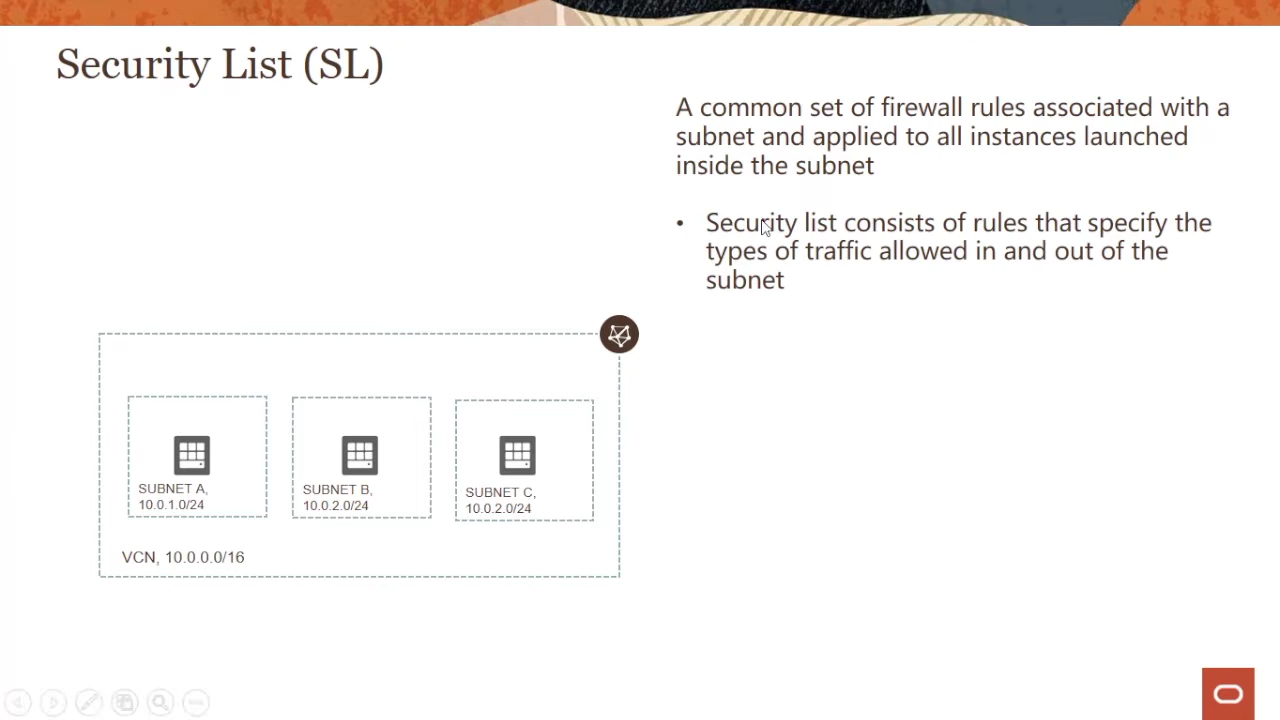 Security List (SL)
A common set of firewall rules associated with a
subnet and applied to all instances launched
inside the subnet
• Security list consists of rules that specify the
types of traffic allowed in and out of the
subnet
SUBNET A,
10.0.1.0/24
SUBNET B,
10.0.2.0/24
SUBNET C,
10.0.2.0/24
VCN, 10.0.0.0/16